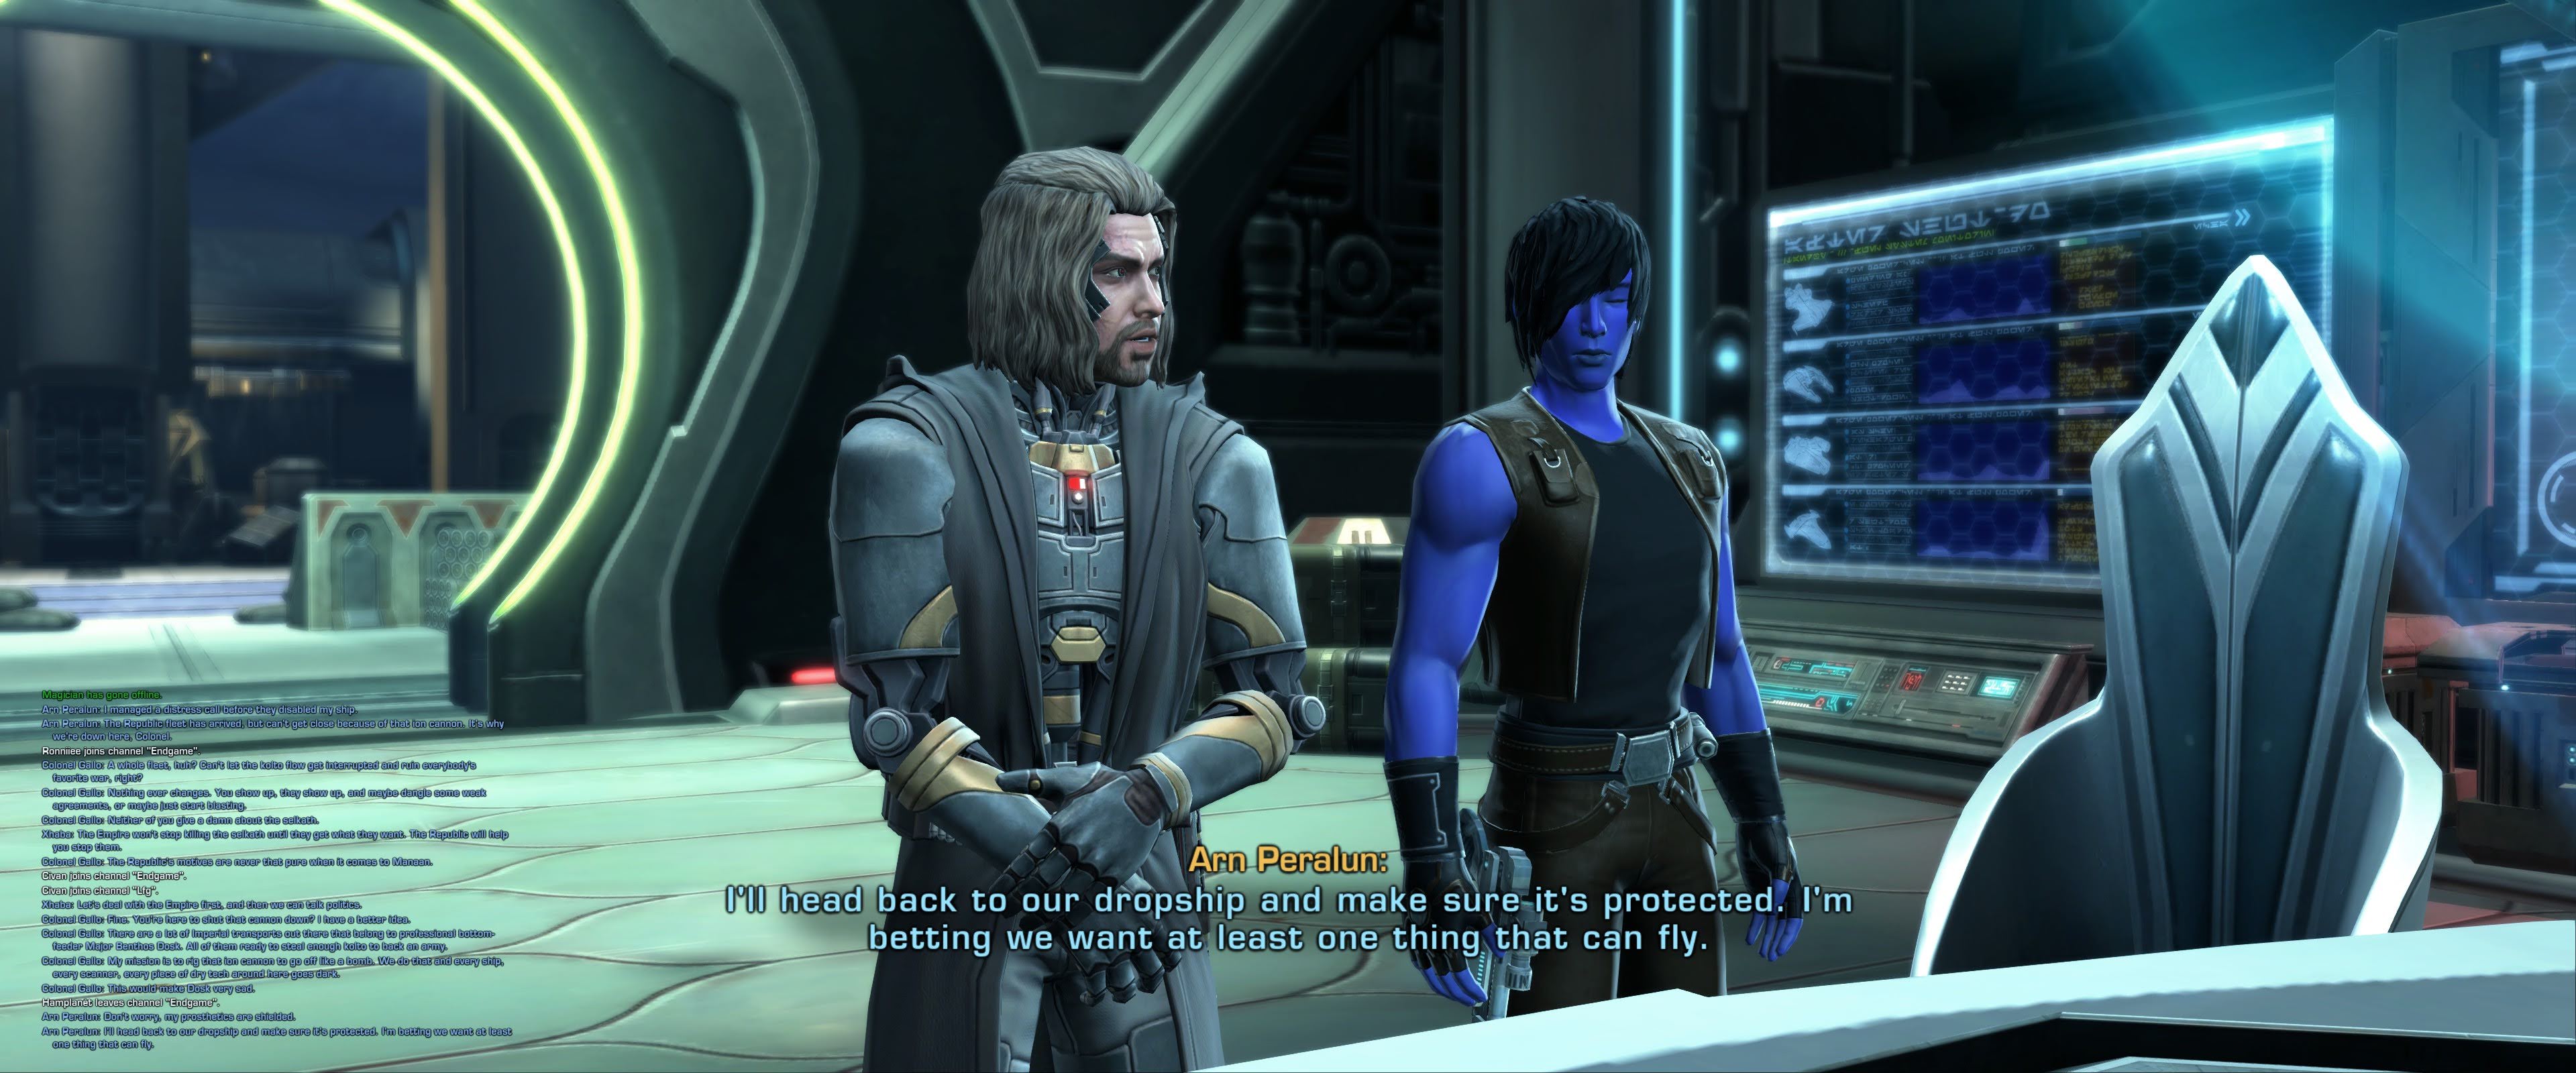 Magician has gone offline.
Arn Peralun: I managed a distress call before they disabled my ship.
Arn Peralun: The Republic fleet has arrived, but can't get close because of that ion cannon. It's why
we're down here, Colonel.
Ronniiee joins channel "Endgame".
Colonel Gallo: A whole fleet, huh? Can't let the kolto flow get interrupted and ruin everybody's
favorite war, right?
Colonel Gallo: Nothing ever changes. You show up, they show up, and maybe dangle some weak
agreements, or maybe just start blasting.
Colonel Gallo: Neither of you give a damn about the selkath.
Xhaba: The Empire won't stop killing the selkath until they get what they want. The Republic will help
you stop them.
Colonel Gallo: The Republic's motives are never that pure when it comes to Manaan.
Civan joins channel "Endgame".
Civan joins channel "Lfg".
Xhaba: Let's deal with the Empire first, and then we can talk politics.
Colonel Gallo: Fine. You're here to shut that cannon down? I have a better idea.
Colonel Gallo: There are a lot of Imperial transports out there that belong to professional bottom-
feeder Major Benthos Dosk. All of them ready to steal enough kolto to back an army.
Colonel Gallo: My mission is to rig that ion cannon to go off like a bomb. We do that and every ship,
every scanner, every piece of dry tech around here goes dark.
Colonel Gallo: This would make Dosk very sad.
Hamplanet leaves channel "Endgame".
Arn Peralun: Don't worry, my prosthetics are shielded.
Arn Peralun: I'll head back to our dropship and make sure it's protected. I'm betting we want at least
one thing that can fly.
Arn Peralun:
I'll head back to our dropship and make sure it's protected. I'm
betting we want at least one thing that can fly.